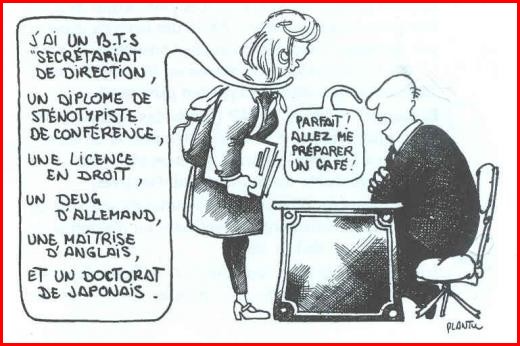 J'AI UN B.T-S
"SECRÉTARIAT
DE DIRECTION,
UN DIPLOME DE
STÉNOTYPISTE
DE CONFÉRENCE,
UNE LICENCE
EN DROIT,
UN DEUG
D'ALLEMAND,
UNE MAÎTRISE
D'ANGLAIS,
ET UN DOCTORAT
DE JAPONAIS.
PARFAIT!
ALLEZ ME
PRÉPARER
UN CAFÉ!
PLANTU